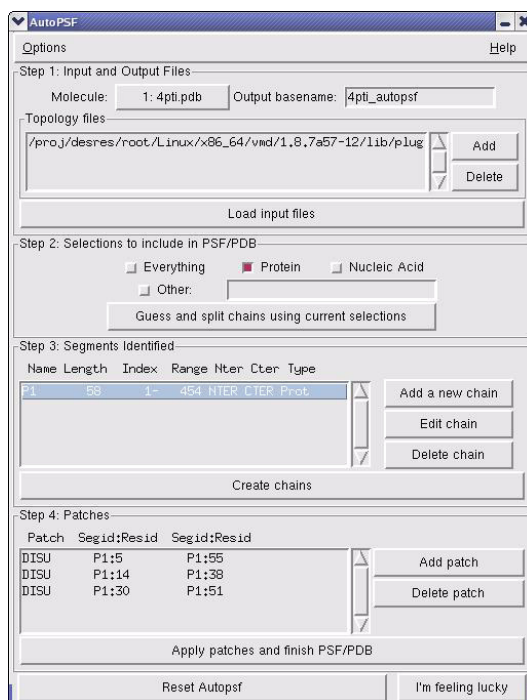 AutoPSF
Options Help
Step 1: Input and Output Files
Molecule: 1: 4pti.pdb Output basename: 4pti_autopsf
Topology files
/proj/desres/root/Linux/x86_64/vmd/1.8.7a57-12/lib/plug
Add
Delete
Load input files
Step 2: Selections to include in PSF/PDB
Everything Protein Nucleic Acid
Other:
Guess and split chains using current selections
Step 3: Segments Identified
Name Length Index Range Nter Cter Type
P1 58 1- 454 NTER CTER Prot
Add a new chain
Edit chain
Delete chain
Create chains
Step 4: Patches
Patch Segid:Resid Segid:Resid
DISU P1:5 P1:55
DISU P1:14 P1:38
DISU P1:30 P1:51
Add patch
Delete patch
Apply patches and finish PSF/PDB
Reset Autopsf I'm feeling lucky